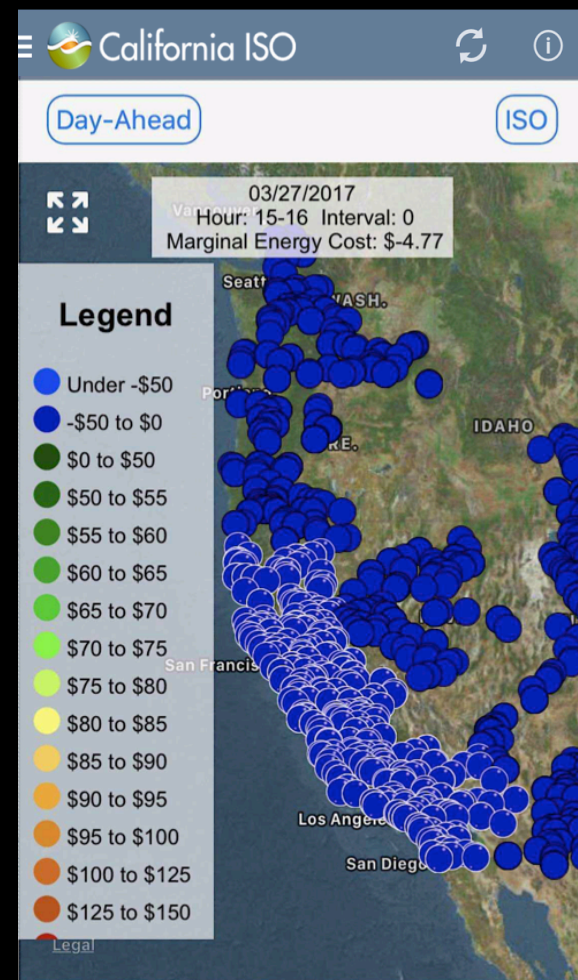 California ISO
Day-Ahead
ISO
03/27/2017
Hour: 15-16 Interval: 0
Marginal Energy Cost: $-4.77
Legend
Under -$50
-$50 to $0
$0 to $50
$50 to $55
$55 to $60
$60 to $65
$65 to $70
$70 to $75
$75 to $80
$80 to $85
$85 to $90
$90 to $95
$95 to $100
$100 to $125
$125 to $150
Seatt
WASH.
IDAHO
San Francis
Los Angele
San Diego
Legal